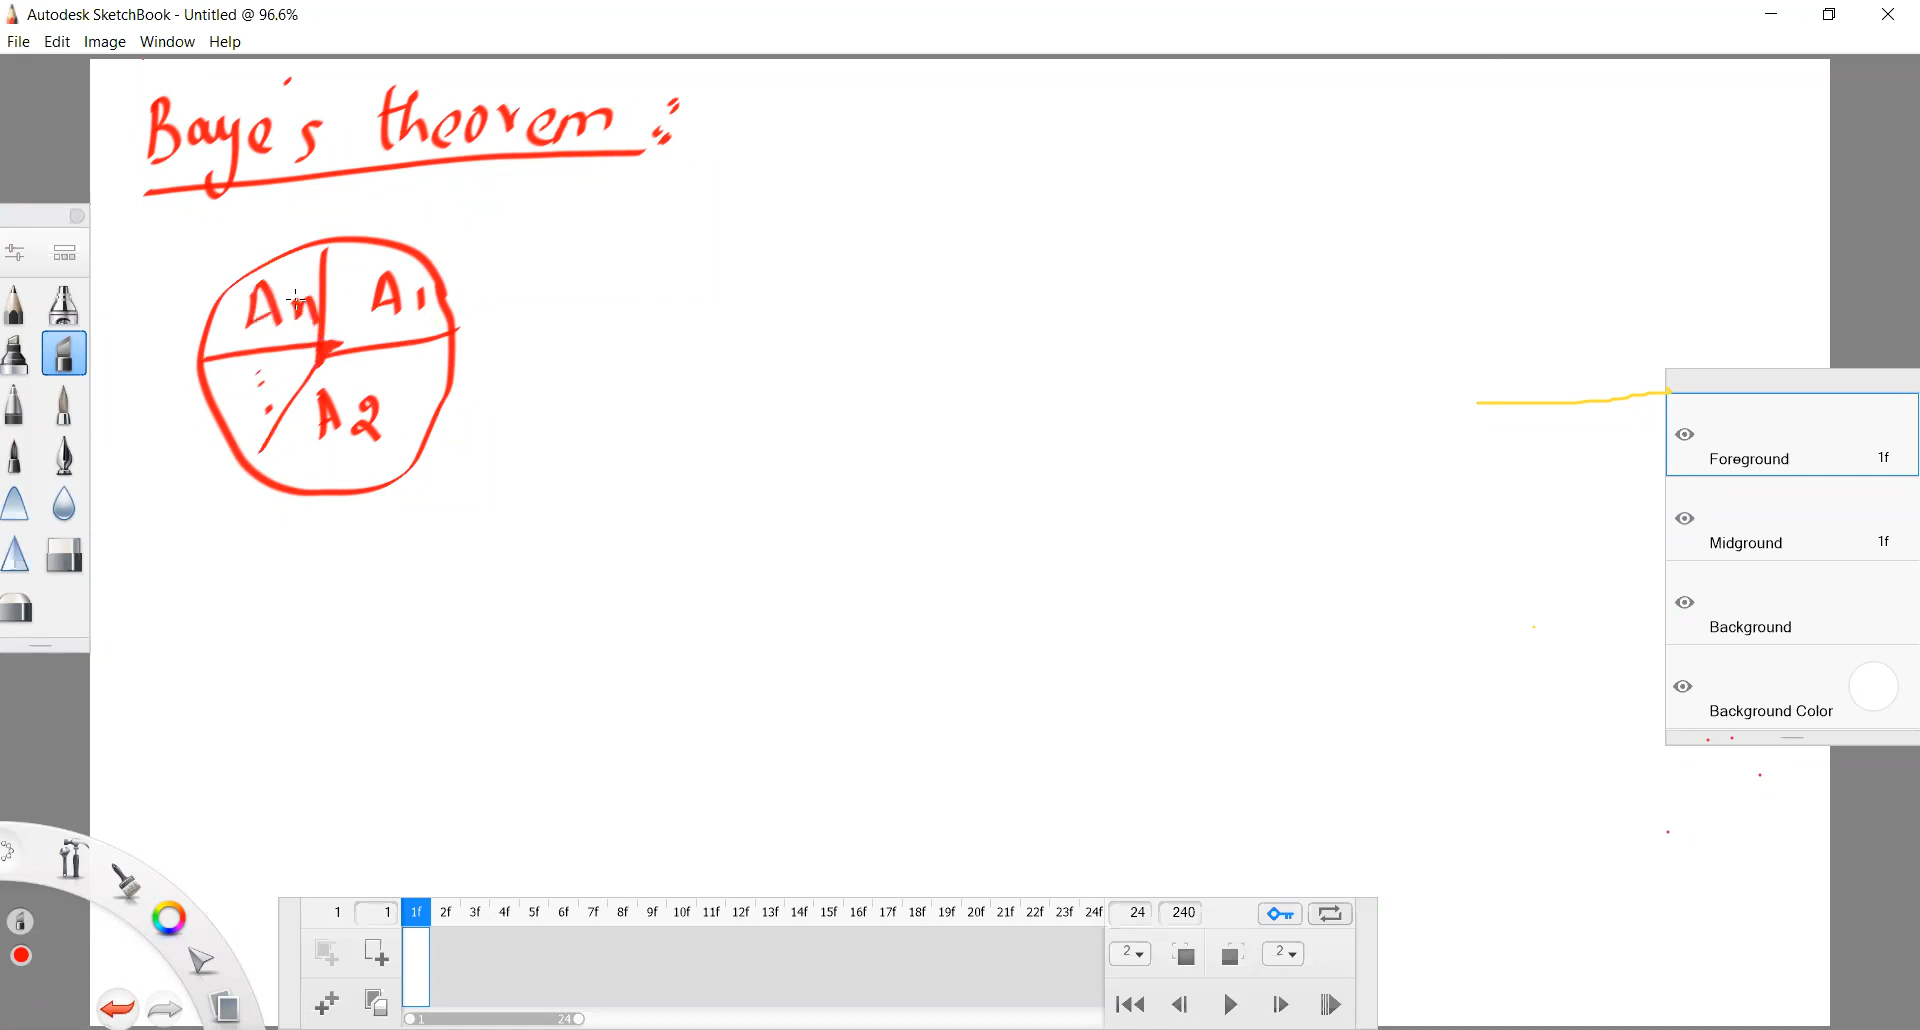 Autodesk SketchBook - Untitled @ 96.6%
File Edit Image Window Help
Baye's theorem :
An A1
A2
Foreground 1f
Midground 1f
Background
Background Color
1 1 1f 2f 3f 4f 5f 6f 7f 8f 9f 10f 11f 12f 13f 14f 15f 16f 17f 18f 19f 20f 21f 22f 23f 24f 24 240
2 2
1 24